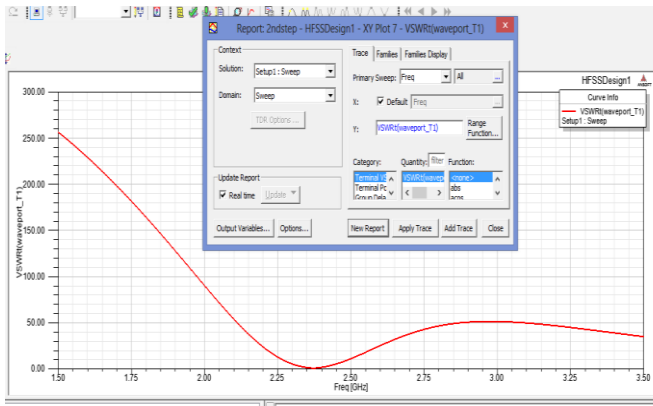 Report: 2ndstep - HFSSDesign1 - XY Plot 7 - VSWRt(waveport_T1)
x
Context
Solution:
Setup1 : Sweep
Domain:
Sweep
TDR Options ...
Update Report
Real time
Update
Output Variables...
Options...
Trace
Families
Families Display
Primary Sweep:
Freq
All
...
X:
Default
Freq
...
Y:
VSWRt(waveport_T1)
Range
Function...
Category:
Quantity:
filter
Function:
Terminal VS
Terminal Pc
Group Dela
VSWRt(wavep
<none>
abs
acos
New Report
Apply Trace
Add Trace
Close
HFSSDesign1
ANSOFT
Curve Info
VSWRt(waveport_T1)
Setup1 : Sweep
VSWRt(waveport_T1)
300.00
250.00
200.00
150.00
100.00
50.00
0.00
1.50
1.75
2.00
2.25
2.50
2.75
3.00
3.25
3.50
Freq [GHz]